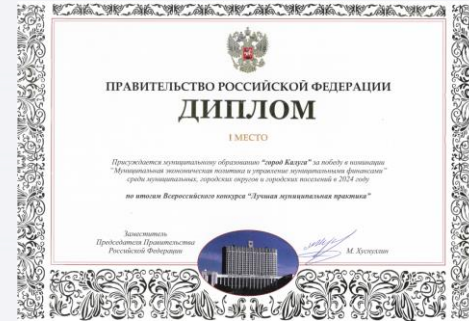 ПРАВИТЕЛЬСТВО РОССИЙСКОЙ ФЕДЕРАЦИИ
ДИПЛОМ
I МЕСТО
Присуждается муниципальному образованию "город Калуга" за победу в номинации
"Муниципальная экономическая политика и управление муниципальными финансами"
среди муниципальных, городских округов и городских поселений в 2024 году
по итогам Всероссийского конкурса "Лучшая муниципальная практика"
Заместитель
Председателя Правительства
Российской Федерации
М. Хуснуллин